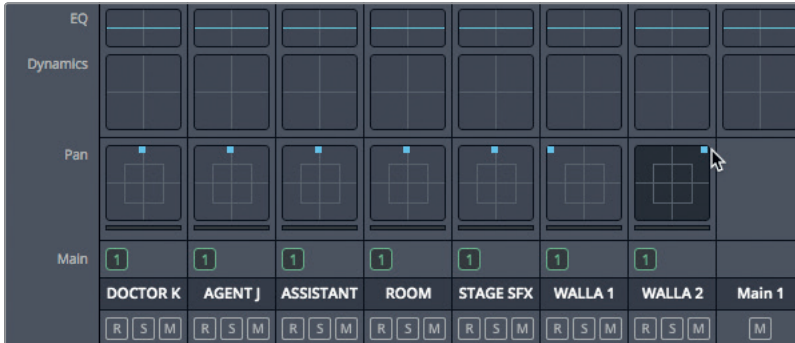 EQ
Dynamics
Pan
Main 1 1 1 1 1 1 1
DOCTOR K AGENT J ASSISTANT ROOM STAGE SFX WALLA 1 WALLA 2 Main 1
R S M R S M R S M R S M R S M R S M R S M M